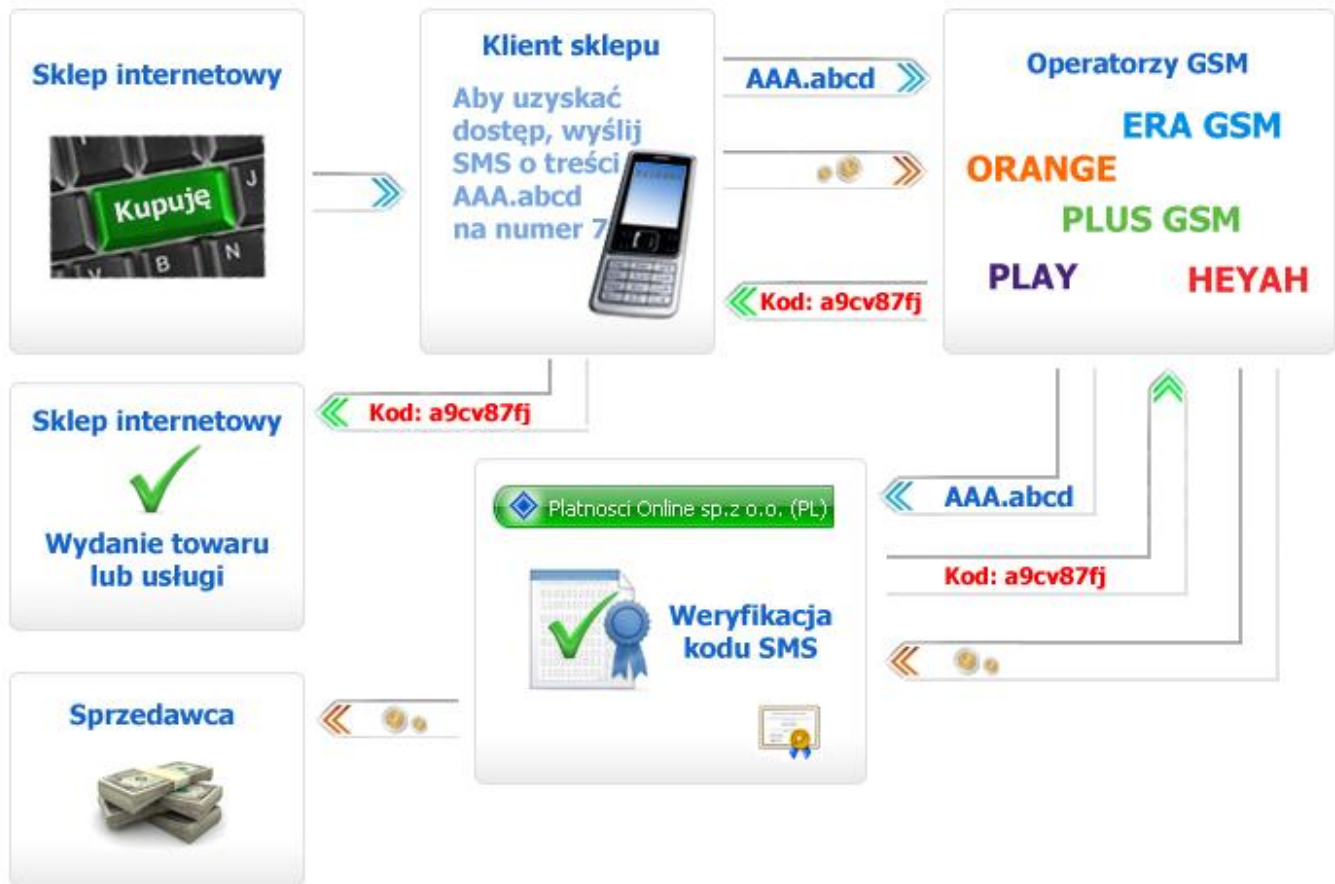 Sklep internetowy
Kupuję
J
V
B
N
Klient sklepu
Aby uzyskać
dostęp, wyślij
SMS o treści
AAA.abcd
na numer 7
AAA.abcd
Kod: a9cv87fj
Operatorzy GSM
ERA GSM
ORANGE
PLUS GSM
PLAY
HEYAH
Sklep internetowy
Wydanie towaru
lub usługi
Kod: a9cv87fj
Platnosci Online sp.z o.o. (PL)
Weryfikacja
kodu SMS
AAA.abcd
Kod: a9cv87fj
Sprzedawca